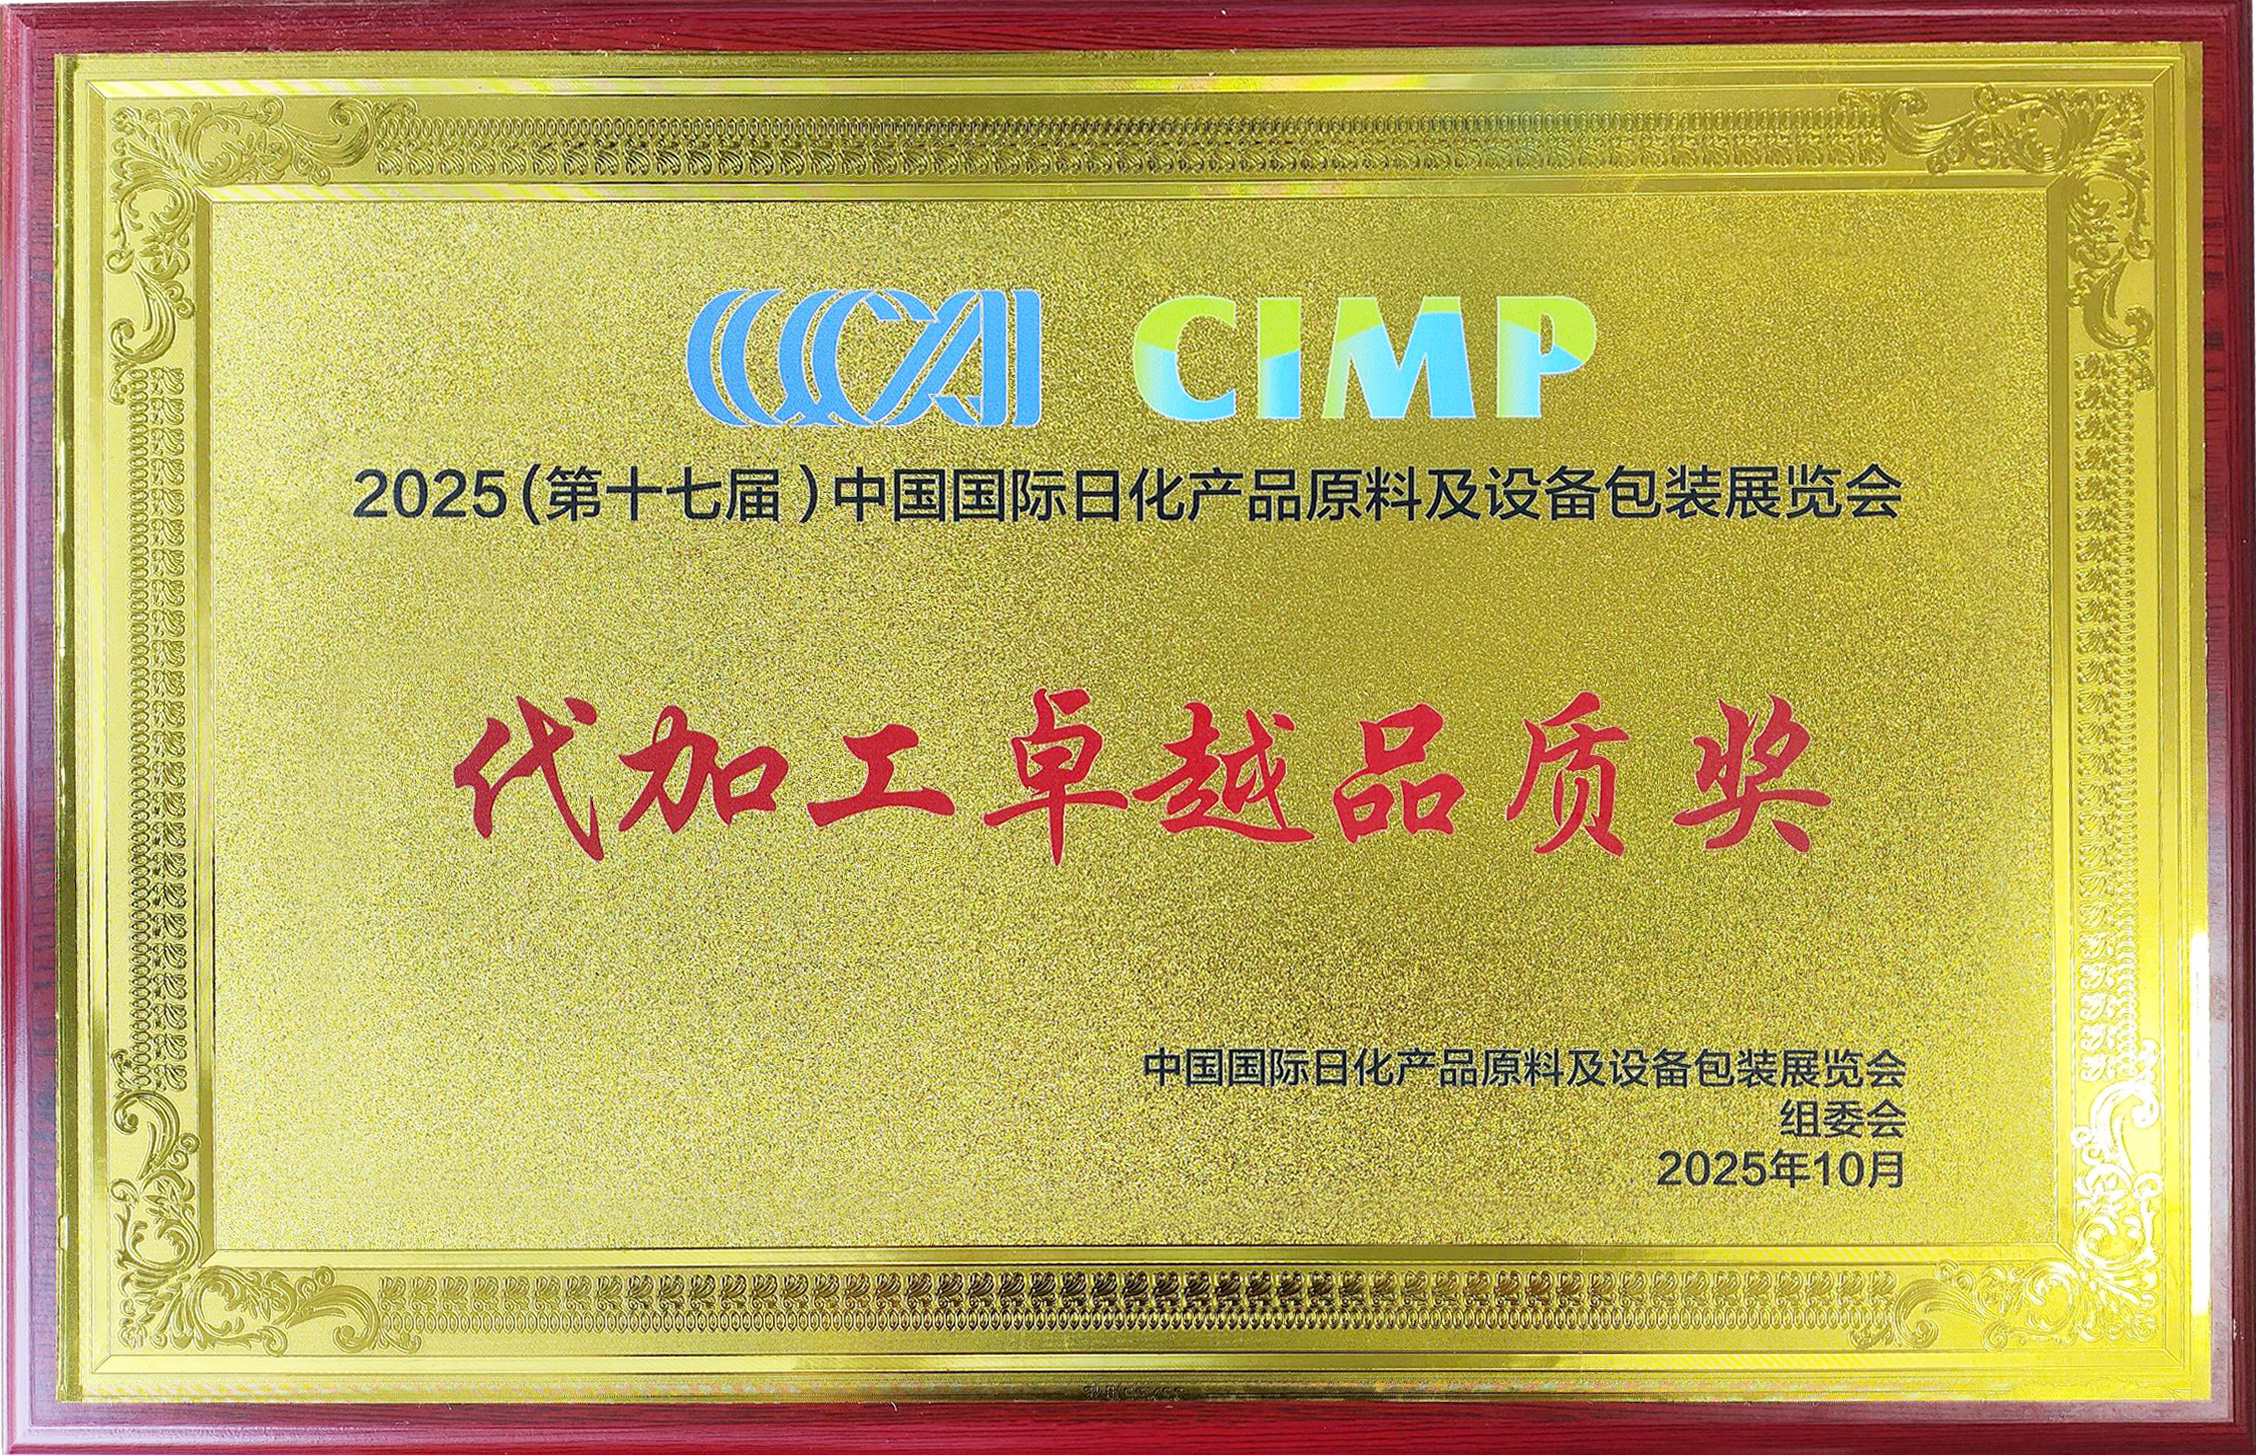 CCAI CIMP
2025(第十七届)中国国际日化产品原料及设备包装展览会
代加工卓越品质奖
中国国际日化产品原料及设备包装展览会
组委会
2025年10月